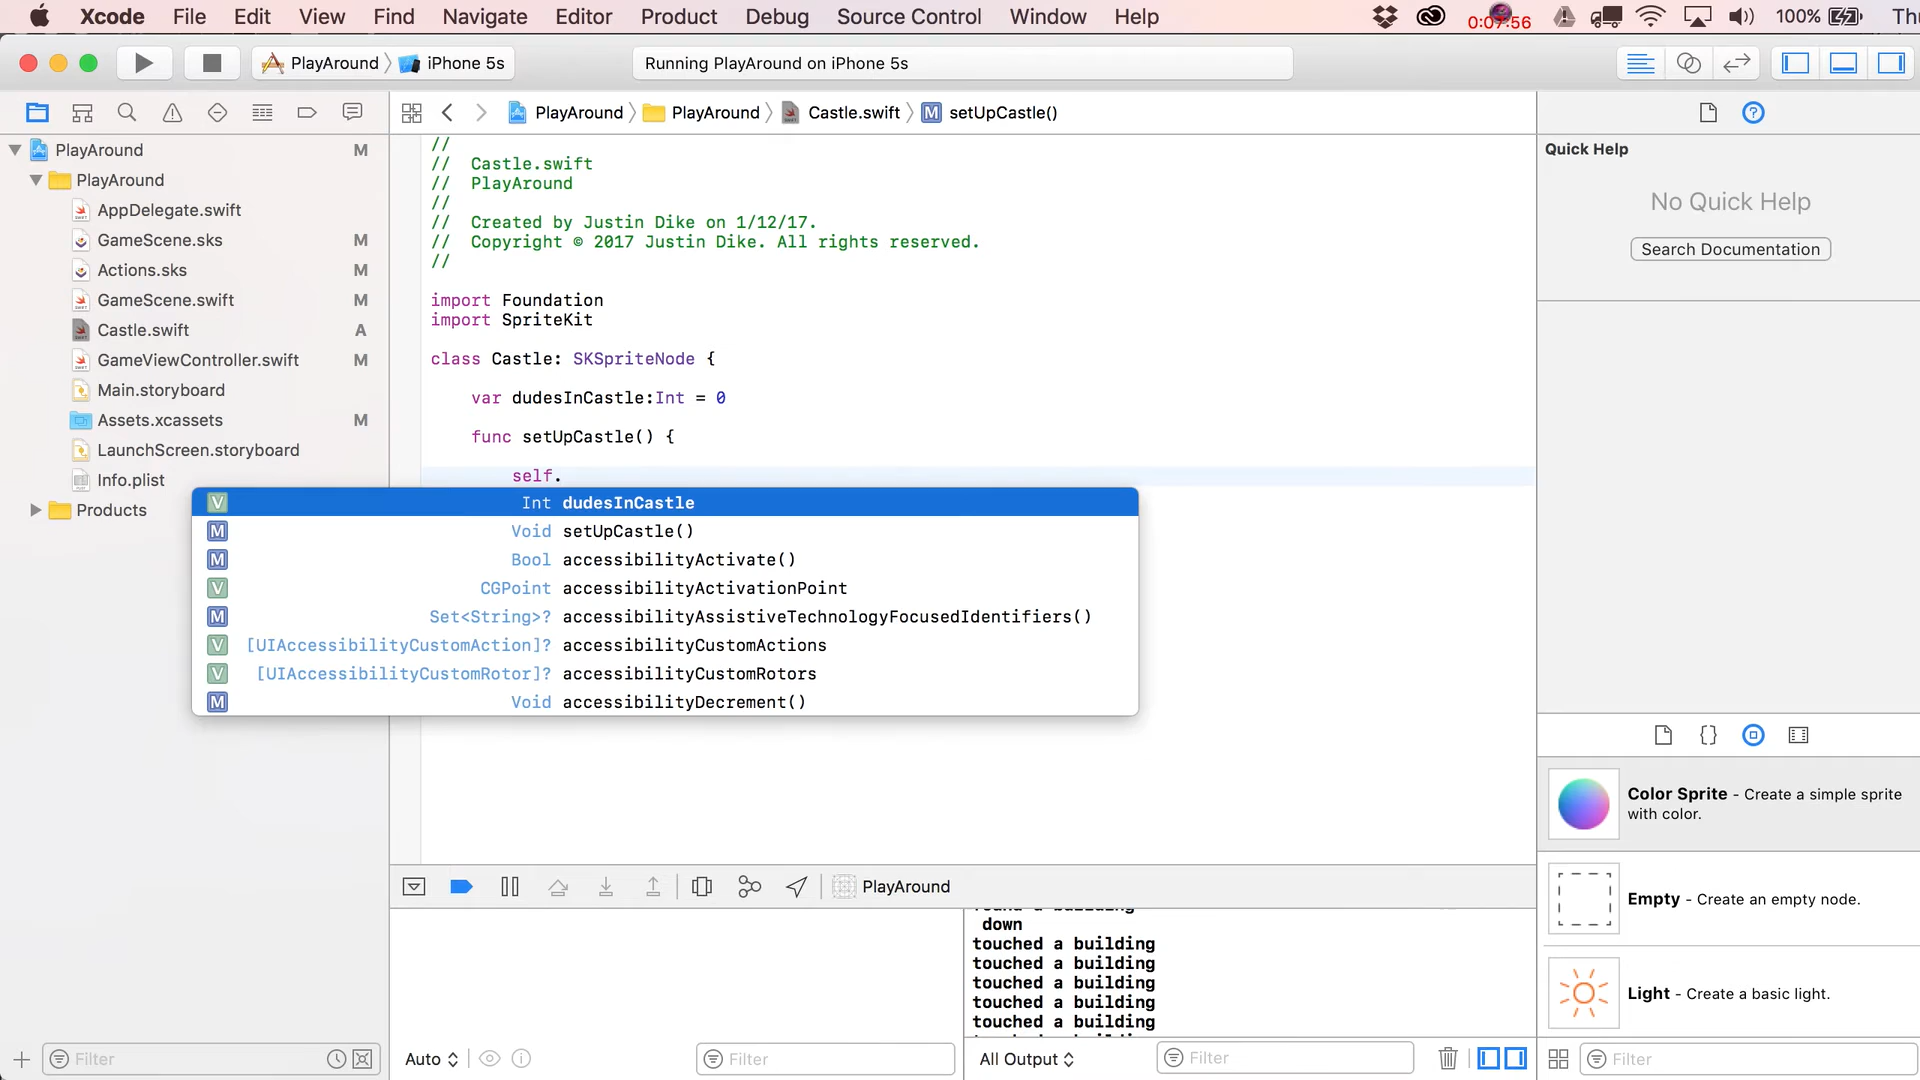 Xcode File Edit View Find Navigate Editor Product Debug Source Control Window Help 0:07:56 100%
PlayAround iPhone 5s Running PlayAround on iPhone 5s
PlayAround PlayAround Castle.swift M setUpCastle()
PlayAround M
PlayAround
AppDelegate.swift
GameScene.sks M
Actions.sks M
GameScene.swift M
Castle.swift A
GameViewController.swift M
Main.storyboard
Assets.xcassets M
LaunchScreen.storyboard
Info.plist
Products
Filter
//
// Castle.swift
// PlayAround
//
// Created by Justin Dike on 1/12/17.
// Copyright © 2017 Justin Dike. All rights reserved.
//
import Foundation
import SpriteKit
class Castle: SKSpriteNode {
var dudesInCastle:Int = 0
func setUpCastle() {
self.
V Int dudesInCastle
M Void setUpCastle()
M Bool accessibilityActivate()
V CGPoint accessibilityActivationPoint
M Set<String>? accessibilityAssistiveTechnologyFocusedIdentifiers()
V [UIAccessibilityCustomAction]? accessibilityCustomActions
V [UIAccessibilityCustomRotor]? accessibilityCustomRotors
M Void accessibilityDecrement()
PlayAround
down
touched a building
touched a building
touched a building
touched a building
touched a building
Auto Filter All Output Filter
Quick Help
No Quick Help
Search Documentation
{}
Color Sprite - Create a simple sprite
with color.
Empty - Create an empty node.
Light - Create a basic light.
Filter